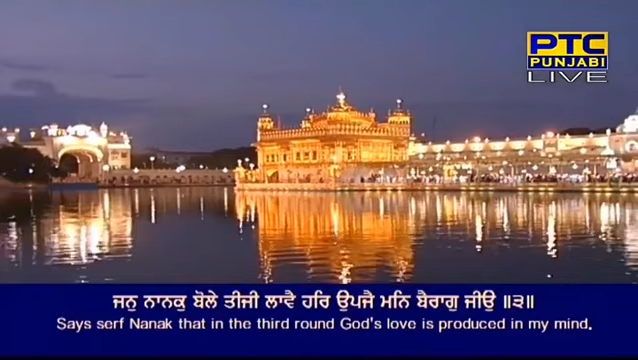 PTC
PUNJABI
LIVE
ਜਨੁ ਨਾਨਕੁ ਬੋਲੇ ਤੀਜੀ ਲਾਵੈ ਹਰਿ ਉਪਜੈ ਮਨਿ ਬੈਰਾਗੁ ਜੀਉ ॥੩॥
Says serf Nanak that in the third round God's love is produced in my mind.